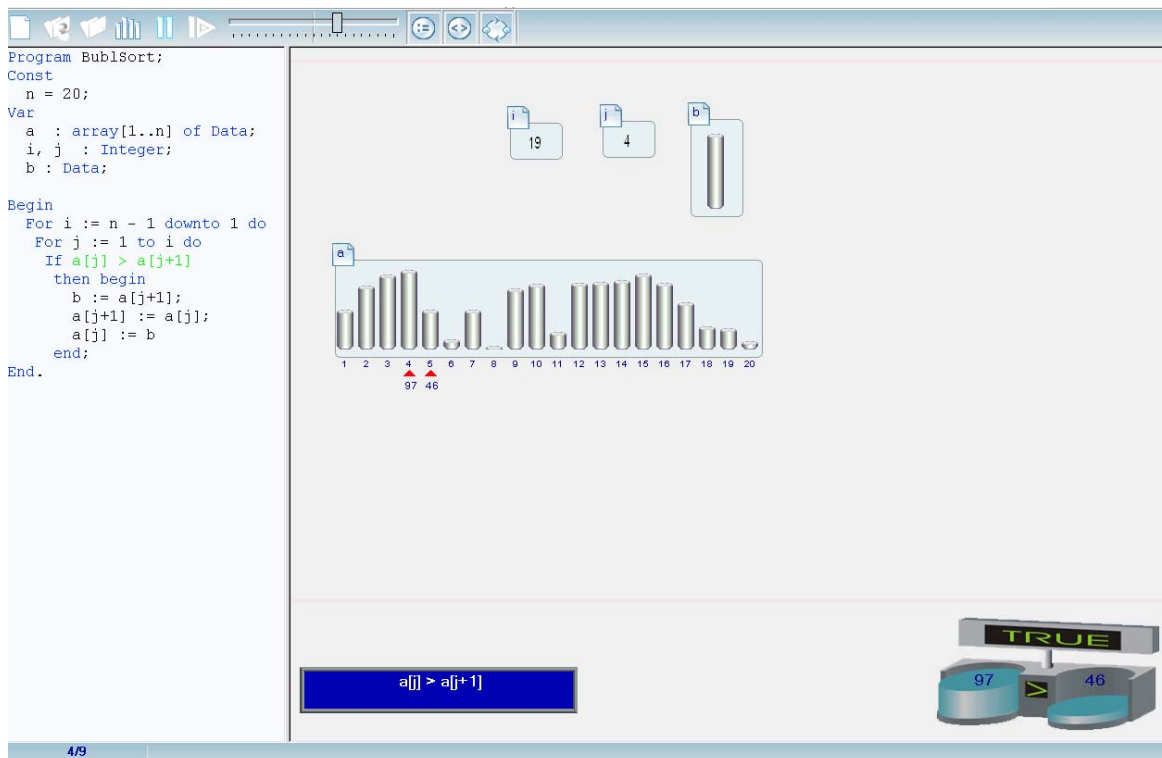 Program BublSort;
Const
n = 20;
Var
a : array[1..n] of Data;
i, j : Integer;
b : Data;
Begin
For i := n - 1 downto 1 do
For j := 1 to i do
If a[j] > a[j+1]
then begin
b := a[j+1];
a[j+1] := a[j];
a[j] := b
end;
End.
i
19
j
4
b
a
1 2 3 4 5 6 7 8 9 10 11 12 13 14 15 16 17 18 19 20
97 46
a[j] > a[j+1]
TRUE
97 > 46
4/9